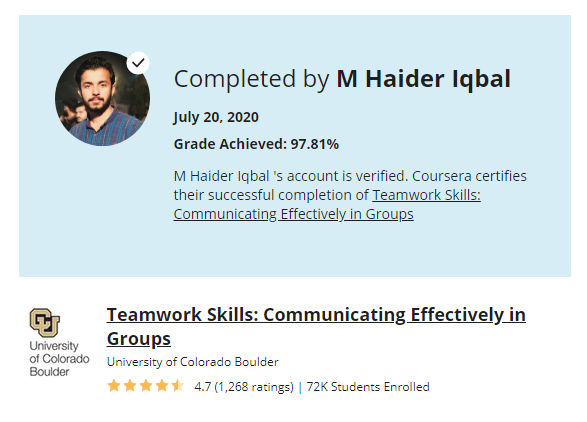 Completed by M Haider Iqbal
July 20, 2020
Grade Achieved: 97.81%
M Haider Iqbal 's account is verified. Coursera certifies
their successful completion of Teamwork Skills:
Communicating Effectively in Groups
CU
University
of Colorado
Boulder
Teamwork Skills: Communicating Effectively in
Groups
University of Colorado Boulder
4.7 (1,268 ratings) | 72K Students Enrolled